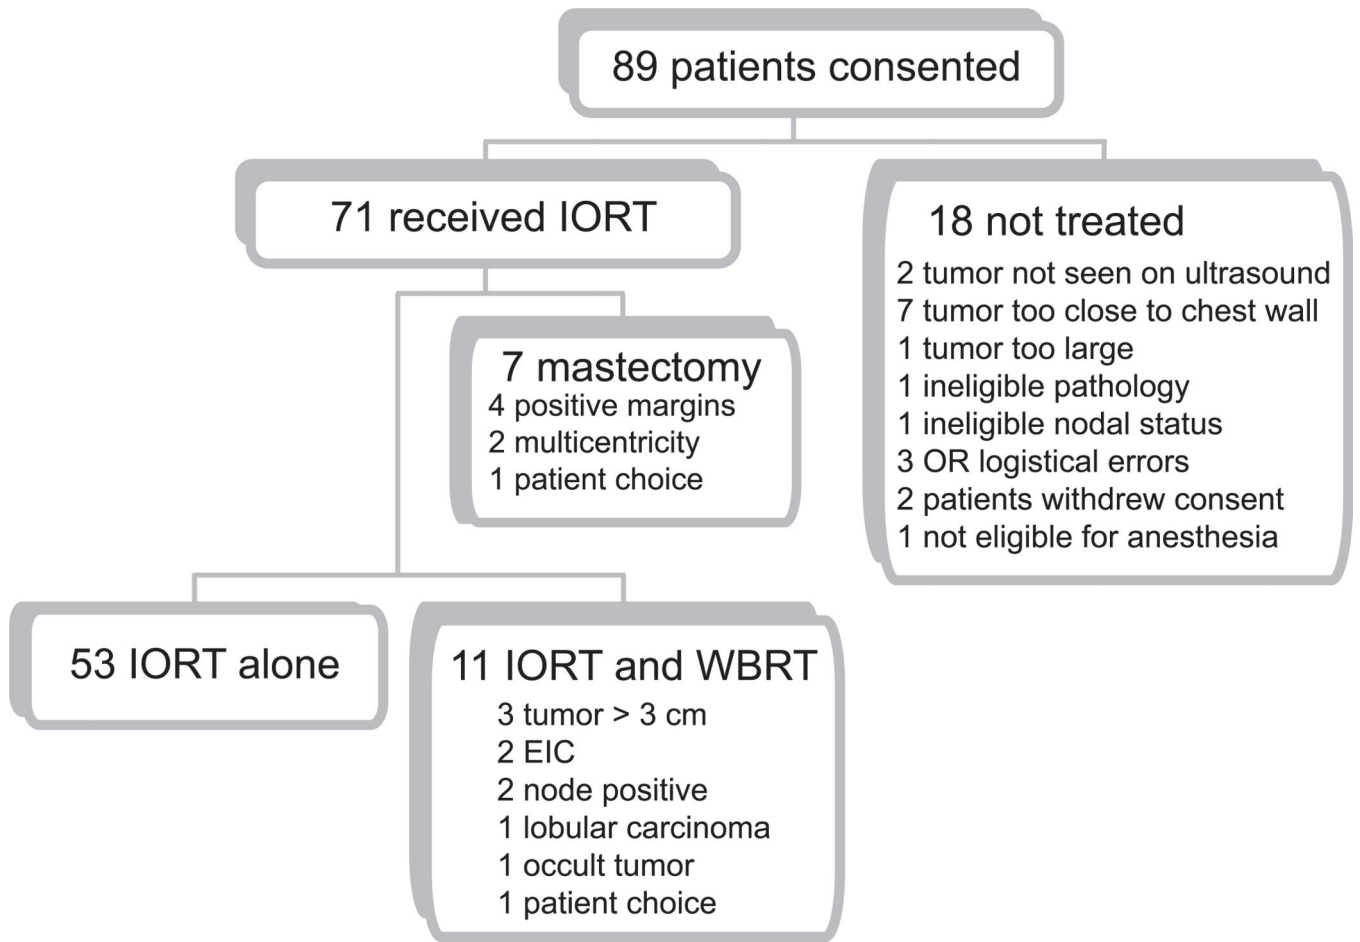 89 patients consented
71 received IORT
18 not treated
2 tumor not seen on ultrasound
7 tumor too close to chest wall
1 tumor too large
1 ineligible pathology
1 ineligible nodal status
3 OR logistical errors
2 patients withdrew consent
1 not eligible for anesthesia
7 mastectomy
4 positive margins
2 multicentricity
1 patient choice
53 IORT alone
11 IORT and WBRT
3 tumor > 3 cm
2 EIC
2 node positive
1 lobular carcinoma
1 occult tumor
1 patient choice